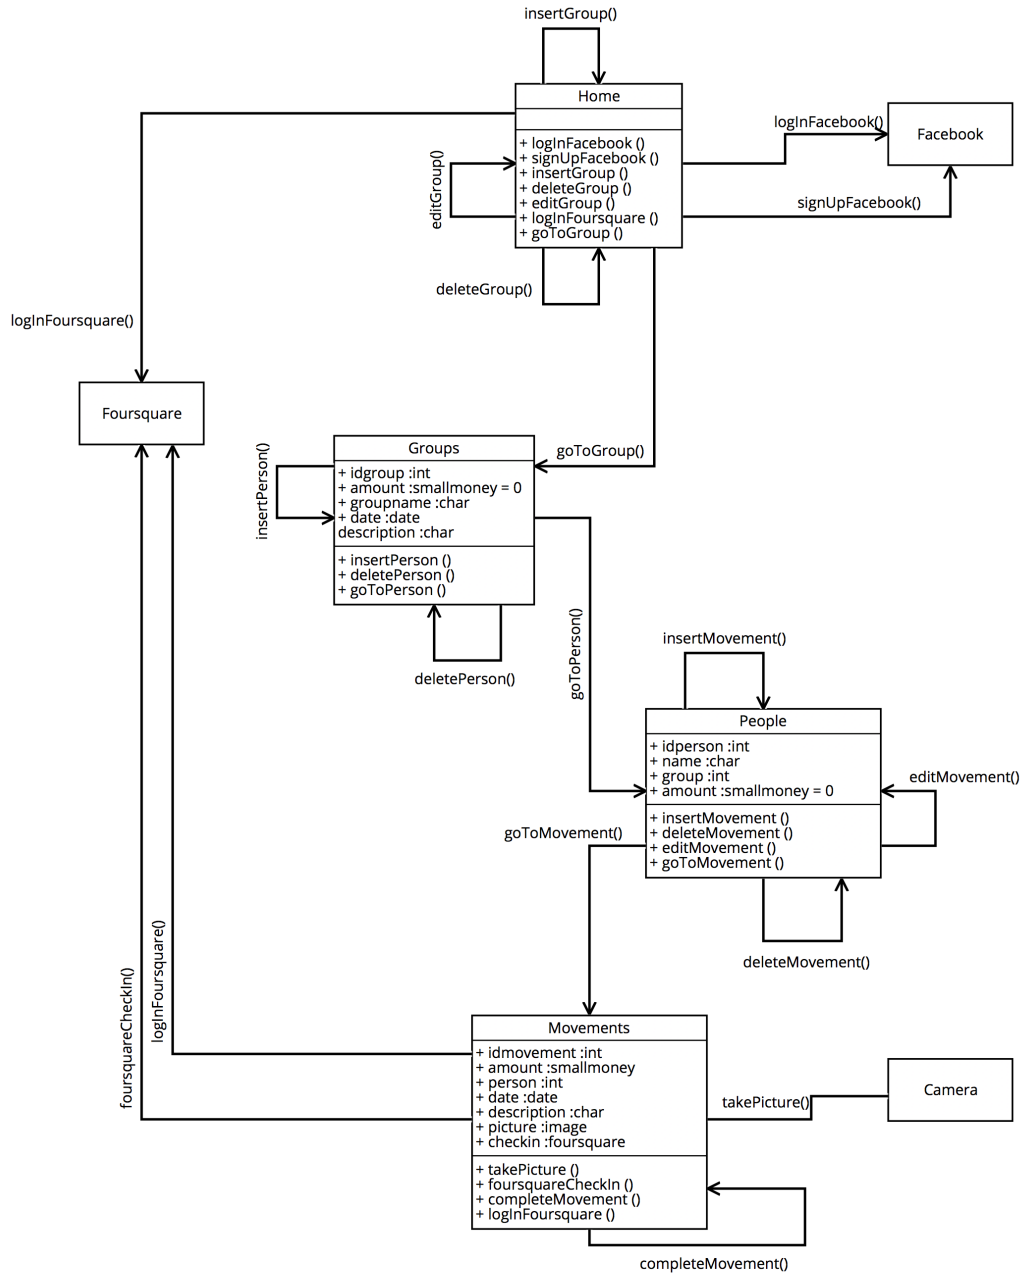 insertGroup()
Home
+ logInFacebook ()
+ signUpFacebook ()
+ insertGroup ()
+ deleteGroup ()
+ editGroup ()
+ logInFoursquare ()
+ goToGroup ()
logInFacebook()
Facebook
signUpFacebook()
editGroup()
deleteGroup()
logInFoursquare()
Foursquare
goToGroup()
insertPerson()
Groups
+ idgroup :int
+ amount :smallmoney = 0
+ groupname :char
+ date :date
description :char
+ insertPerson ()
+ deletePerson ()
+ goToPerson ()
deletePerson()
goToPerson()
insertMovement()
People
+ idperson :int
+ name :char
+ group :int
+ amount :smallmoney = 0
+ insertMovement ()
+ deleteMovement ()
+ editMovement ()
+ goToMovement ()
editMovement()
goToMovement()
deleteMovement()
foursquareCheckIn()
logInFoursquare()
Movements
+ idmovement :int
+ amount :smallmoney
+ person :int
+ date :date
+ description :char
+ picture :image
+ checkin :foursquare
+ takePicture ()
+ foursquareCheckIn ()
+ completeMovement ()
+ logInFoursquare ()
takePicture()
Camera
completeMovement()